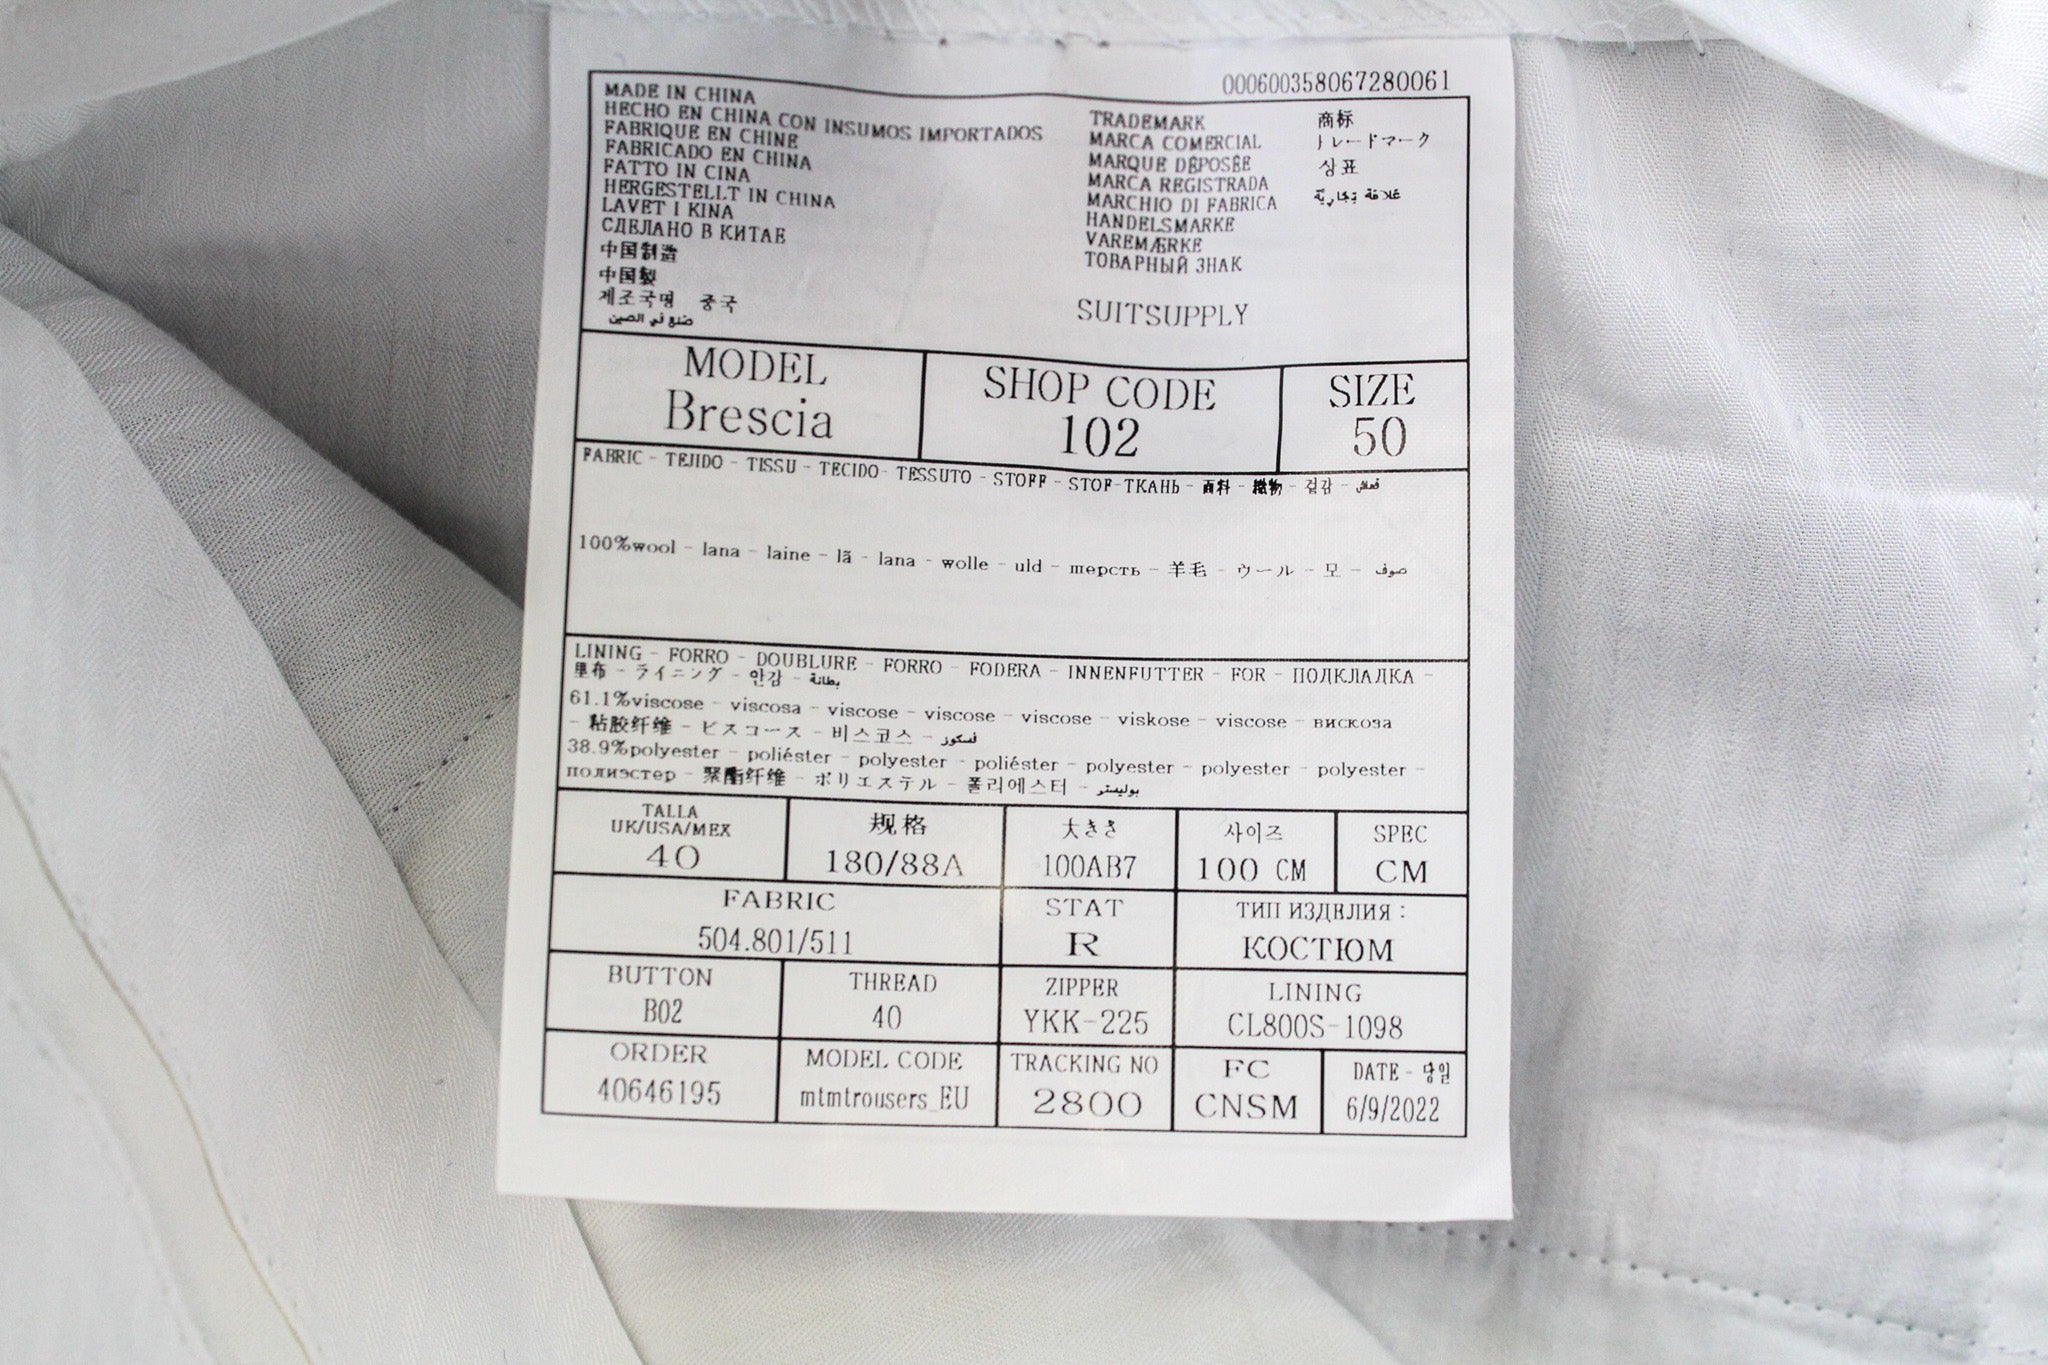 000600358067280061
MADE IN CHINA
HECHO EN CHINA CON INSUMOS IMPORTADOS
FABRIQUE EN CHINE
FABRICADO EN CHINA
FATTO IN CINA
HERGESTELLT IN CHINA
LAVET I KINA
СДЕЛАНО В КИТАЕ
中国制造
中国製
제조국명 중국
صنع في الصين
TRADEMARK
MARCA COMERCIAL
MARQUE DÉPOSÉE
MARCA REGISTRADA
MARCHIO DI FABRICA
HANDELSMARKE
VAREMÆRKE
ТОВАРНЫЙ ЗНАК
商标
トレードマーク
상표
علامة تجاريّة
SUITSUPPLY
MODEL
Brescia
SHOP CODE
102
SIZE
50
FABRIC - TEJIDO - TISSU - TECIDO- TESSUTO - STOFF - STOF-ТКАНЬ - 面料 - 織物 - 겉감 - قماش
100%wool - lana - laine - lã - lana - wolle - uld - шерсть - 羊毛 - ウール - 모 - صوف
LINING - FORRO - DOUBLURE - FORRO - FODERA - INNENFUTTER - FOR - ПОДКЛАДКА -
里布 - ライニング - 안감 - بطانة
61.1%viscose - viscosa - viscose - viscose - viscose - viskose - viscose - вискоза
- 粘胶纤维 - ビスコース - 비스코스 - فسكوز
38.9%polyester - poliéster - polyester - poliéster - polyester - polyester - polyester -
полиэстер - 聚酯纤维 - ポリエステル - 폴리에스터 - بوليستر
TALLA
UK/USA/MEX
40
规格
180/88A
大きさ
100AB7
사이즈
100 CM
SPEC
CM
FABRIC
504.801/511
STAT
R
ТИП ИЗДЕЛИЯ :
КОСТЮМ
BUTTON
B02
THREAD
40
ZIPPER
YKK-225
LINING
CL800S-1098
ORDER
40646195
MODEL CODE
mtmtrousers_EU
TRACKING NO
2800
FC
CNSM
DATE - 당일
6/9/2022